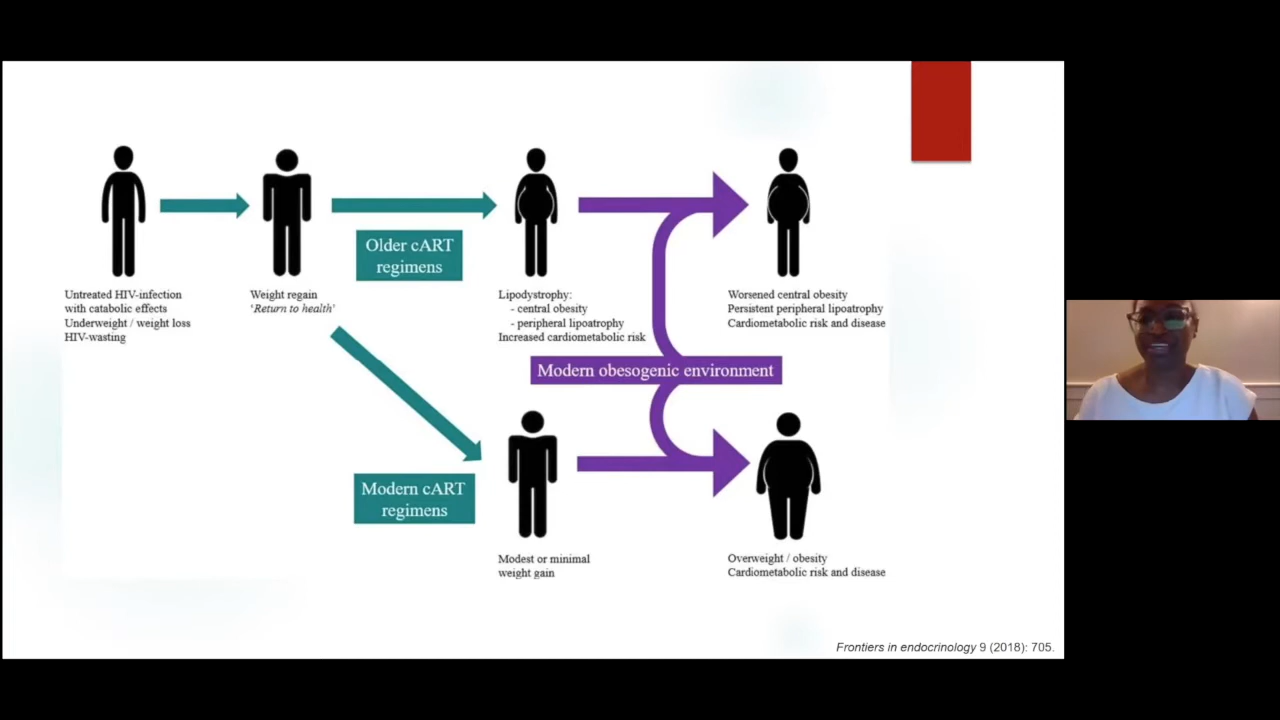 Untreated HIV-infection
with catabolic effects
Underweight / weight loss
HIV-wasting
Weight regain
'Return to health'
Older cART
regimens
Lipodystrophy:
- central obesity
- peripheral lipoatrophy
Increased cardiometabolic risk
Worsened central obesity
Persistent peripheral lipoatrophy
Cardiometabolic risk and disease
Modern obesogenic environment
Modern cART
regimens
Modest or minimal
weight gain
Overweight / obesity
Cardiometabolic risk and disease
Frontiers in endocrinology 9 (2018): 705.